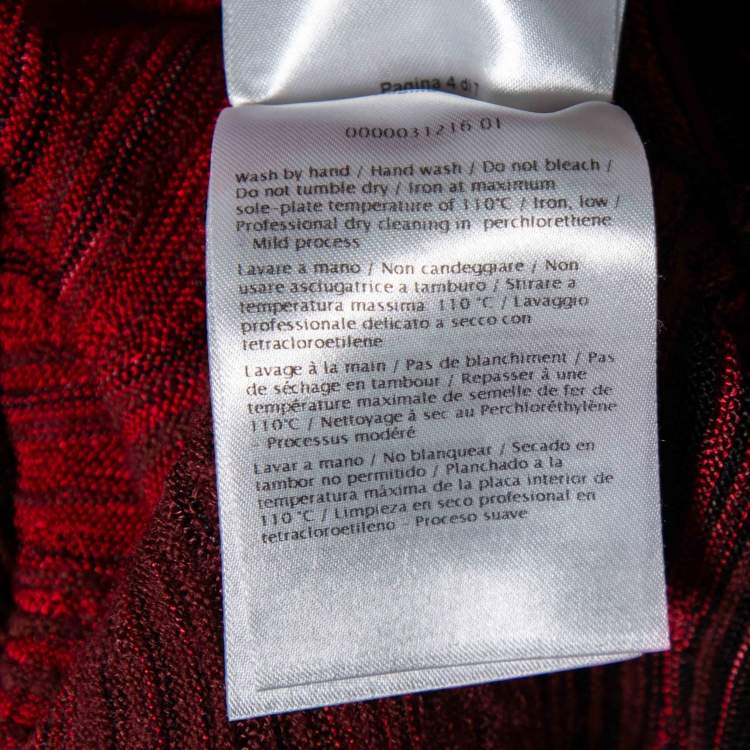 Pagina 4 di
0000031216 01
Wash by hand / Hand wash / Do not bleach /
Do not tumble dry / Iron at maximum
sole-plate temperature of 110°C / Iron, low /
Professional dry cleaning in perchlorethene
- Mild process
Lavare a mano / Non candeggiare / Non
usare asciugatrice a tamburo / Stirare a
temperatura massima 110 °C / Lavaggio
professionale delicato a secco con
tetracloroetilene
Lavage à la main / Pas de blanchiment / Pas
de séchage en tambour / Repasser à une
température maximale de semelle de fer de
110°C / Nettoyage à sec au Perchloréthylène
- Processus modéré
Lavar a mano / No blanquear / Secado en
tambor no permitido / Planchado a la
temperatura máxima de la placa interior de
110 °C / Limpieza en seco profesional en
tetracloroetileno - Proceso suave